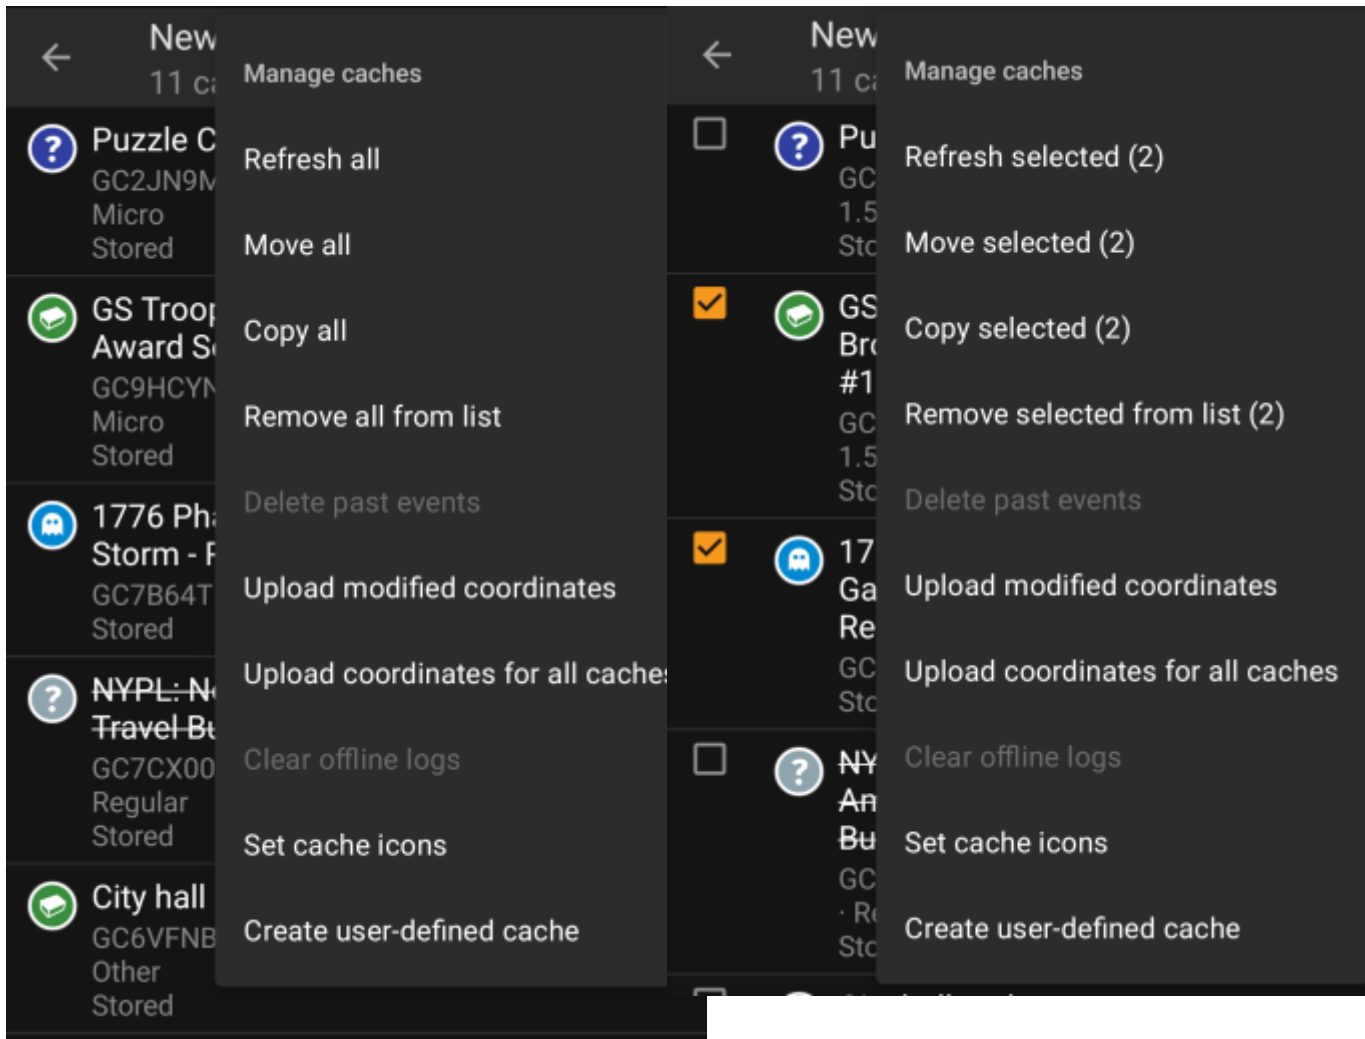 New
11 ca
Manage caches
Refresh all
Move all
Copy all
Remove all from list
Delete past events
Upload modified coordinates
Upload coordinates for all caches
Clear offline logs
Set cache icons
Create user-defined cache
Puzzle C
GC2JN9M
Micro
Stored
GS Troop
Award Se
GC9HCYN
Micro
Stored
1776 Pha
Storm - F
GC7B64T
Stored
NYPL: Ne
Travel Bu
GC7CX00
Regular
Stored
City hall
GC6VFNB
Other
Stored
New
11 ca
Manage caches
Refresh selected (2)
Move selected (2)
Copy selected (2)
Remove selected from list (2)
Delete past events
Upload modified coordinates
Upload coordinates for all caches
Clear offline logs
Set cache icons
Create user-defined cache
Pu
GC
1.5
Sto
GS
Bro
#1
GC
1.5
Sto
17
Ga
Re
GC
Sto
NY
Am
Bu
GC
· Re
Sto